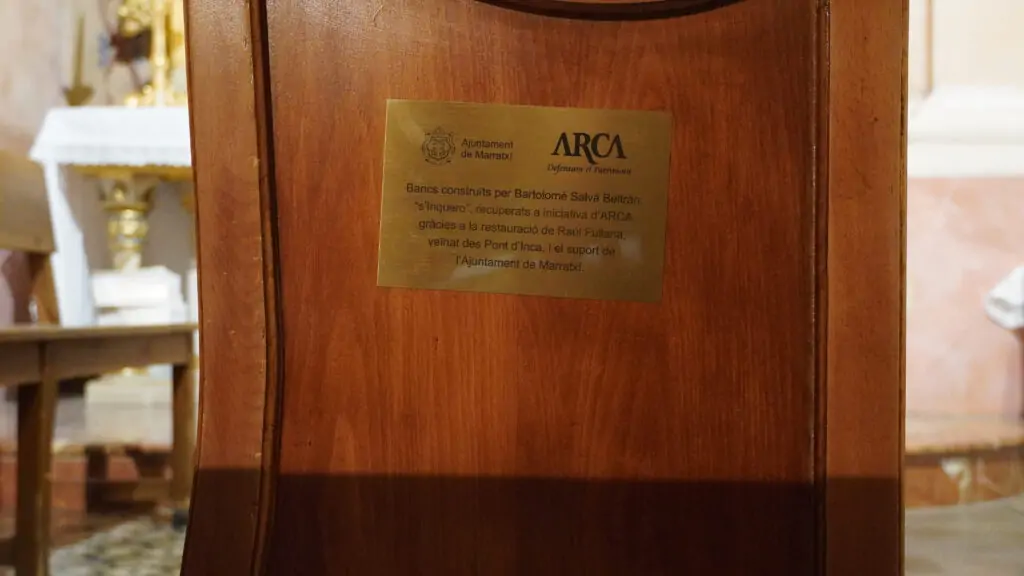 Ajuntament
de Marratxí
ARCA
Defensam el Patrimoni
Bancs construïts per Bartolomé Salvá Beltrán,
"s'Inquero", recuperats a iniciativa d'ARCA
gràcies a la restauració de Raúl Fullana,
veïnat des Pont d'Inca, i el suport de
l'Ajuntament de Marratxí.